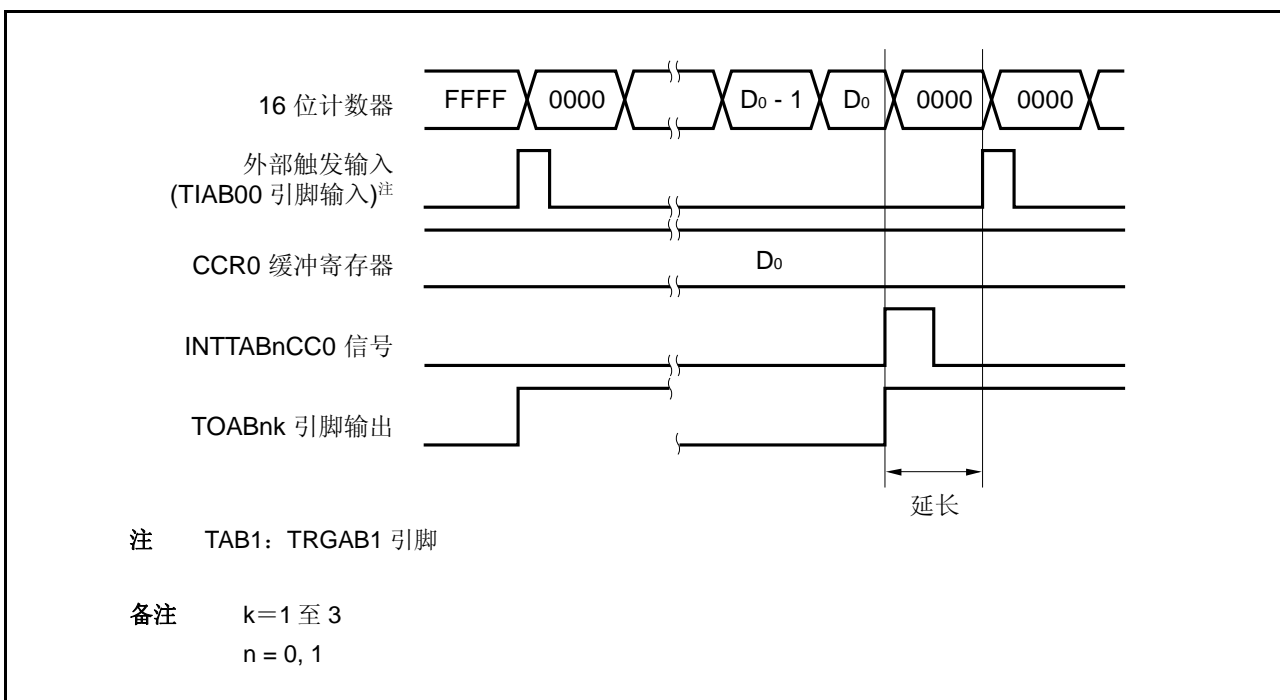 16 位计数器 FFFF 0000 D0 - 1 D0 0000 0000
外部触发输入
(TIAB00 引脚输入)注
CCR0 缓冲寄存器 D0
INTTABnCC0 信号
TOABnk 引脚输出
延长
注 TAB1：TRGAB1 引脚
备注 k＝1 至 3
n = 0, 1